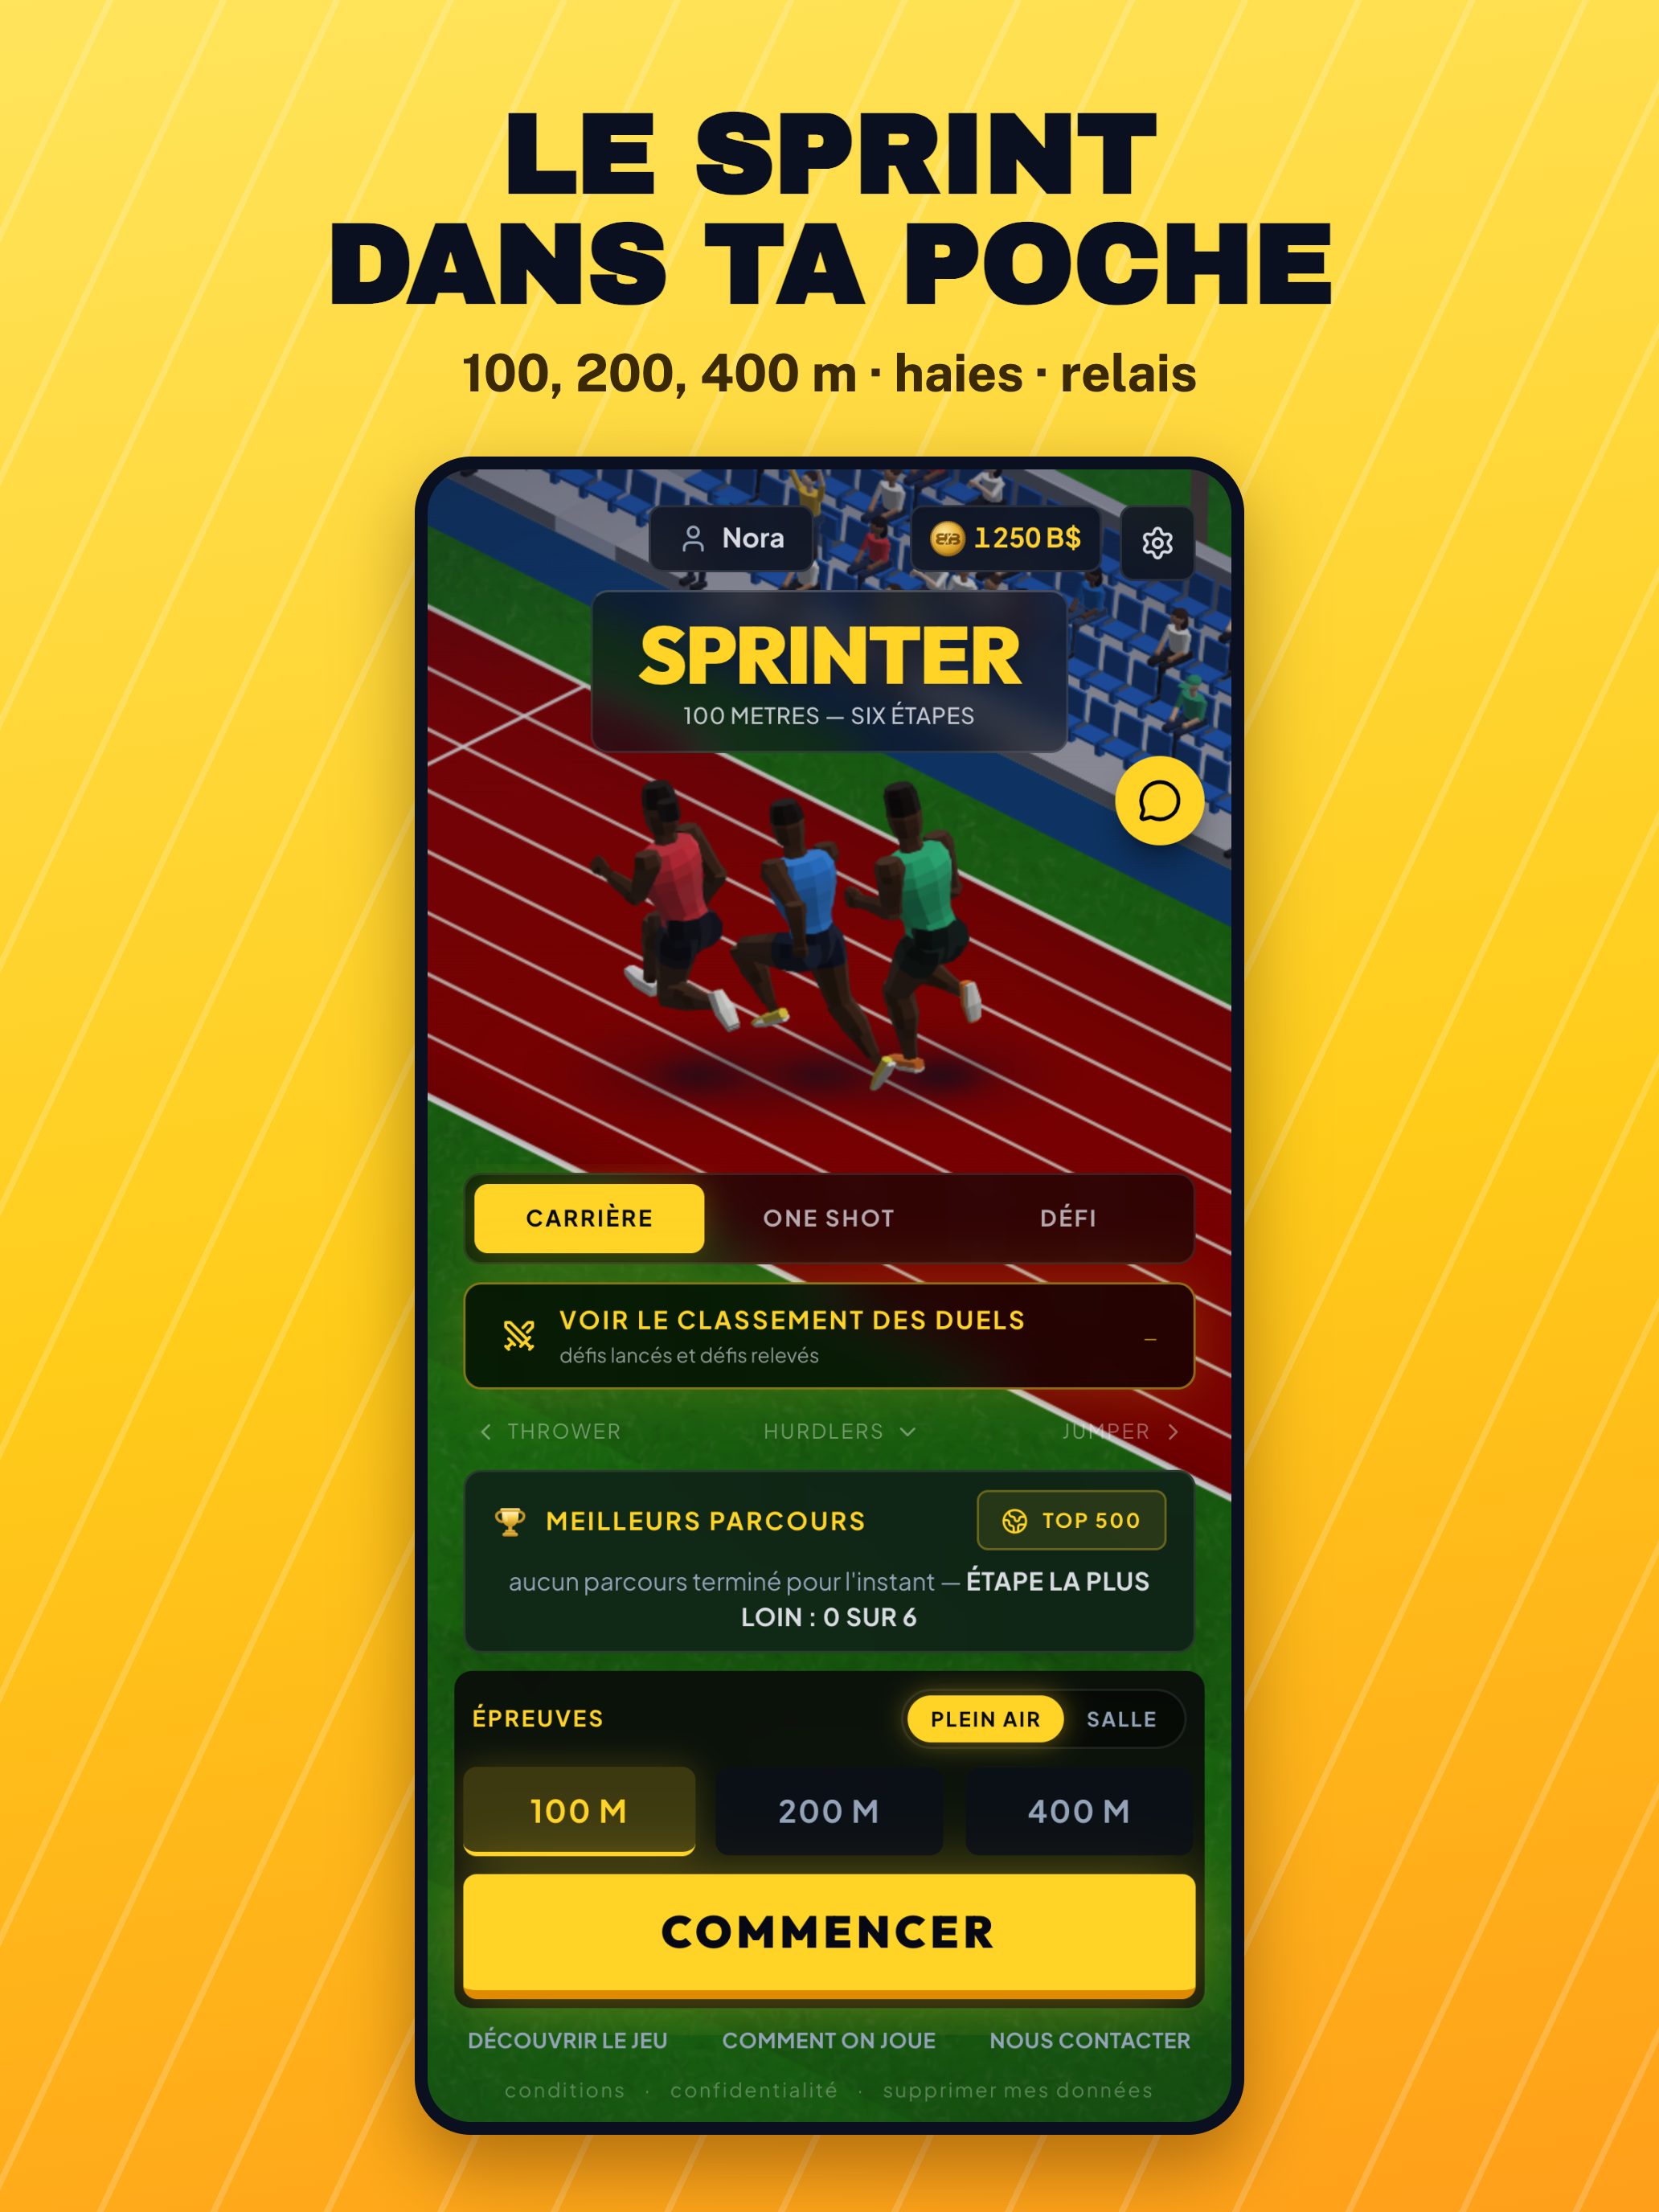 LE SPRINT
DANS TA POCHE
100, 200, 400 m · haies · relais
Nora
1 250 B$
SPRINTER
100 METRES — SIX ÉTAPES
CARRIÈRE
ONE SHOT
DÉFI
VOIR LE CLASSEMENT DES DUELS
défis lancés et défis relevés
–
THROWER
HURDLERS
JUMPER
MEILLEURS PARCOURS
TOP 500
aucun parcours terminé pour l'instant — ÉTAPE LA PLUS
LOIN : 0 SUR 6
ÉPREUVES
PLEIN AIR
SALLE
100 M
200 M
400 M
COMMENCER
DÉCOUVRIR LE JEU
COMMENT ON JOUE
NOUS CONTACTER
conditions · confidentialité · supprimer mes données